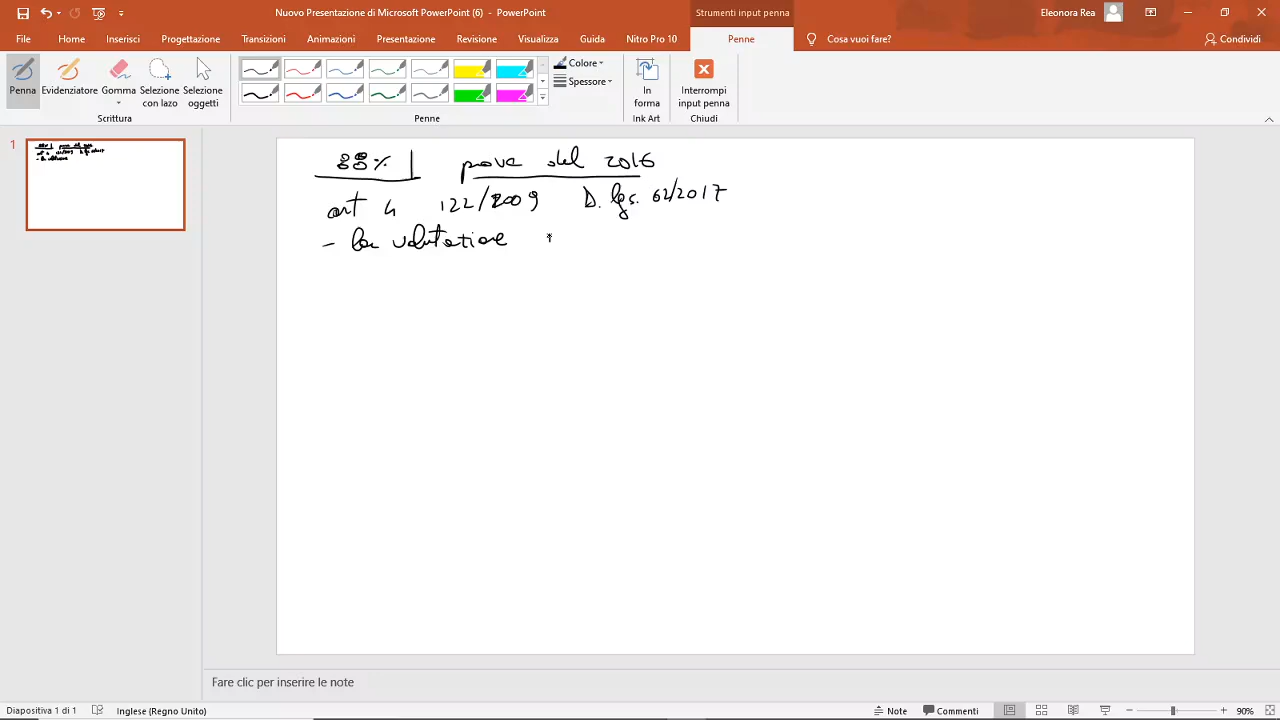 Nuovo Presentazione di Microsoft PowerPoint (6) - PowerPoint
Strumenti input penna
Eleonora Rea
File Home Inserisci Progettazione Transizioni Animazioni Presentazione Revisione Visualizza Guida Nitro Pro 10 Penne Cosa vuoi fare? Condividi
Penna Evidenziatore Gomma Selezione con lazo Selezione oggetti
Colore
Spessore
In forma
Interrompi input penna
Scrittura Penne Ink Art Chiudi
1
88% prove del 2016
art 4 122/2009 D. lgs. 62/2017
- La valutazione
Fare clic per inserire le note
Diapositiva 1 di 1 Inglese (Regno Unito) Note Commenti 90%